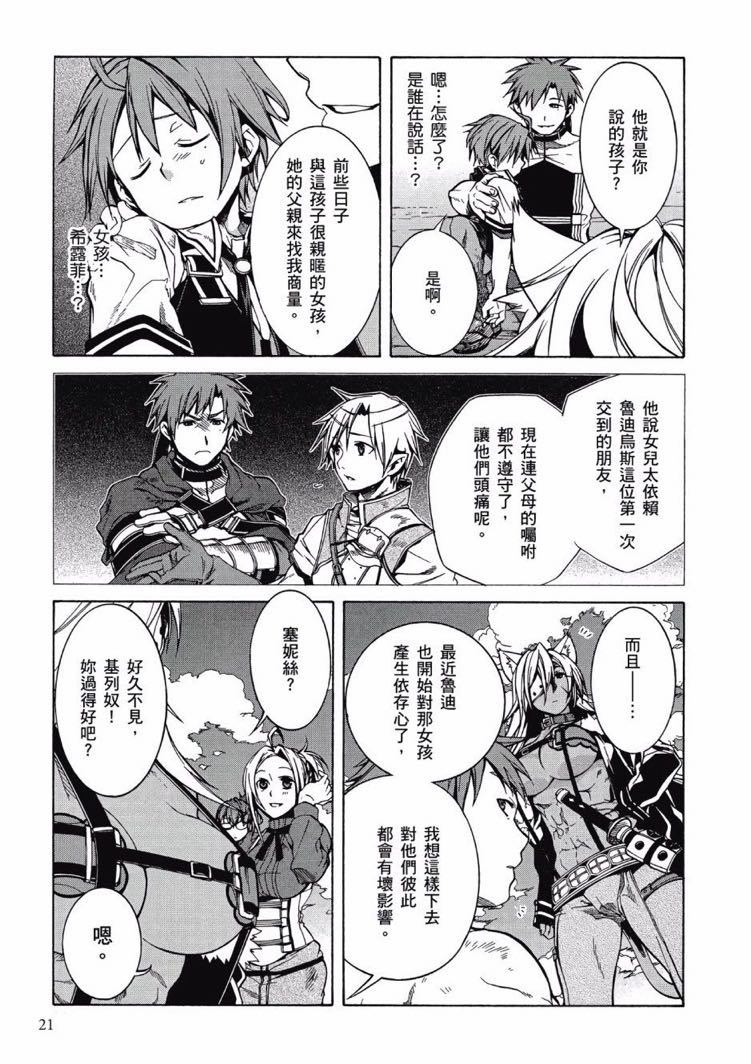 他就是你
說的孩子？
嗯…怎麼了？
是誰在說話…？
是啊。
前些日子
與這孩子很親暱的女孩，
她的父親來找我商量。
女孩…
希露菲…？
他說女兒太依賴
魯迪烏斯這位第一次
交到的朋友，
現在連父母的囑咐
都不遵守了，
讓他們頭痛呢。
而且——…
最近魯迪
也開始對那女孩
產生依存心了，
我想這樣下去
對他們彼此
都會有壞影響。
塞妮絲？
好久不見，
基列奴！
妳過得好吧？
嗯。
21